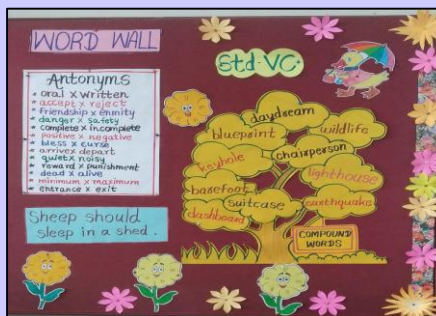 WORD WALL
Std.VC.
Antonyms
* oral x written
* accept x reject
* friendship x enmity
* danger x safety
* complete x incomplete
* positive x negative
* bless x curse
* arrive x depart
* quiet x noisy
* reward x punishment
* dead x alive
* minimum x maximum
* entrance x exit
Sheep should
sleep in a shed.
daydream
blueprint
wildlife
keyhole
chairperson
lighthouse
barefoot
suitcase
earthquake
dashboard
COMPOUND
WORDS